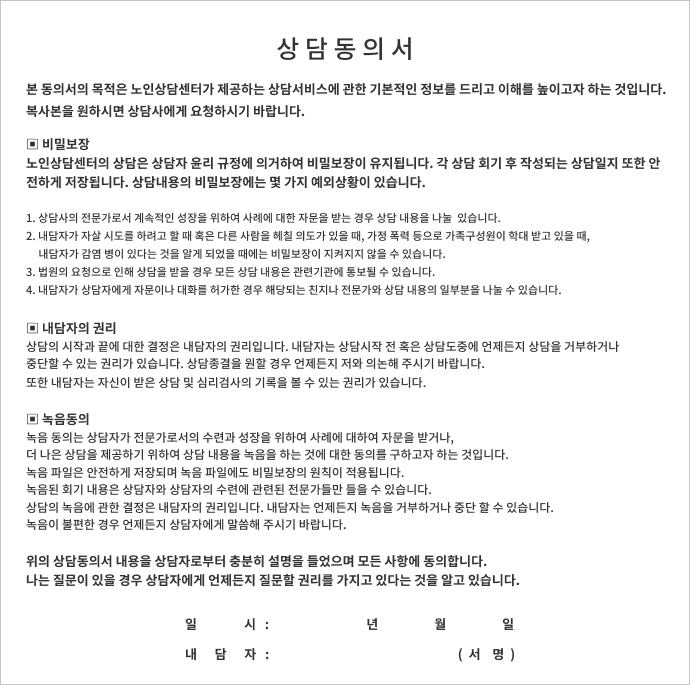 상담동의서
본 동의서의 목적은 노인상담센터가 제공하는 상담서비스에 관한 기본적인 정보를 드리고 이해를 높이고자 하는 것입니다.
복사본을 원하시면 상담사에게 요청하시기 바랍니다.
▣ 비밀보장
노인상담센터의 상담은 상담자 윤리 규정에 의거하여 비밀보장이 유지됩니다. 각 상담 회기 후 작성되는 상담일지 또한 안
전하게 저장됩니다. 상담내용의 비밀보장에는 몇 가지 예외상황이 있습니다.
1. 상담사의 전문가로서 계속적인 성장을 위하여 사례에 대한 자문을 받는 경우 상담 내용을 나눌 있습니다.
2. 내담자가 자살 시도를 하려고 할 때 혹은 다른 사람을 헤칠 의도가 있을 때, 가정 폭력 등으로 가족구성원이 학대 받고 있을 때,
내담자가 감염 병이 있다는 것을 알게 되었을 때에는 비밀보장이 지켜지지 않을 수 있습니다.
3. 법원의 요청으로 인해 상담을 받을 경우 모든 상담 내용은 관련기관에 통보될 수 있습니다.
4. 내담자가 상담자에게 자문이나 대화를 허가한 경우 해당되는 친지나 전문가와 상담 내용의 일부분을 나눌 수 있습니다.
▣ 내담자의 권리
상담의 시작과 끝에 대한 결정은 내담자의 권리입니다. 내담자는 상담시작 전 혹은 상담도중에 언제든지 상담을 거부하거나
중단할 수 있는 권리가 있습니다. 상담종결을 원할 경우 언제든지 저와 의논해 주시기 바랍니다.
또한 내담자는 자신이 받은 상담 및 심리검사의 기록을 볼 수 있는 권리가 있습니다.
▣ 녹음동의
녹음 동의는 상담자가 전문가로서의 수련과 성장을 위하여 사례에 대하여 자문을 받거나,
더 나은 상담을 제공하기 위하여 상담 내용을 녹음을 하는 것에 대한 동의를 구하고자 하는 것입니다.
녹음 파일은 안전하게 저장되며 녹음 파일에도 비밀보장의 원칙이 적용됩니다.
녹음된 회기 내용은 상담자와 상담자의 수련에 관련된 전문가들만 들을 수 있습니다.
상담의 녹음에 관한 결정은 내담자의 권리입니다. 내담자는 언제든지 녹음을 거부하거나 중단 할 수 있습니다.
녹음이 불편한 경우 언제든지 상담자에게 말씀해 주시기 바랍니다.
위의 상담동의서 내용을 상담자로부터 충분히 설명을 들었으며 모든 사항에 동의합니다.
나는 질문이 있을 경우 상담자에게 언제든지 질문할 권리를 가지고 있다는 것을 알고 있습니다.
일 시 : 년 월 일
내 담 자 : ( 서 명 )